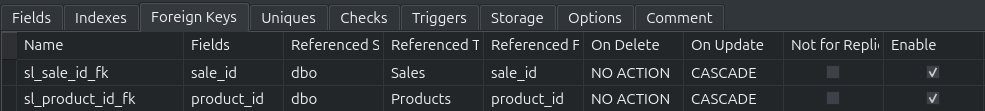 Fields Indexes Foreign Keys Uniques Checks Triggers Storage Options Comment
Name Fields Referenced S Referenced T Referenced F On Delete On Update Not for Replic Enable
sl_sale_id_fk sale_id dbo Sales sale_id NO ACTION CASCADE
sl_product_id_fk product_id dbo Products product_id NO ACTION CASCADE